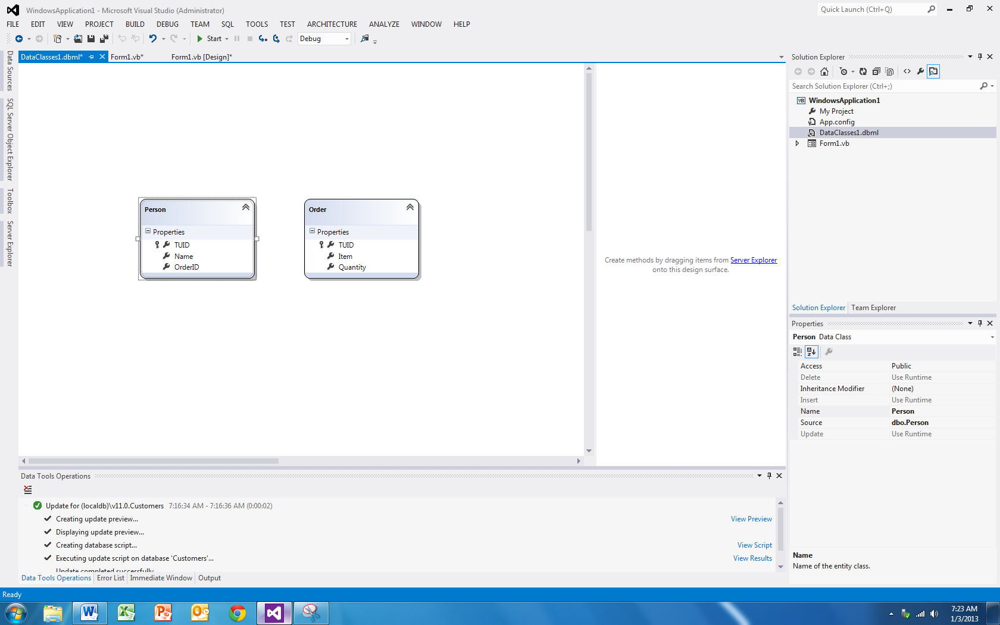 WindowsApplication1 - Microsoft Visual Studio (Administrator)
Quick Launch (Ctrl+Q)
FILE EDIT VIEW PROJECT BUILD DEBUG TEAM SQL TOOLS TEST ARCHITECTURE ANALYZE WINDOW HELP
Start Debug
DataClasses1.dbml* Form1.vb* Form1.vb [Design]*
Data Sources
SQL Server Object Explorer
Toolbox
Server Explorer
Person
Properties
TUID
Name
OrderID
Order
Properties
TUID
Item
Quantity
Create methods by dragging items from Server Explorer
onto this design surface.
Solution Explorer
Search Solution Explorer (Ctrl+;)
VB WindowsApplication1
My Project
App.config
DataClasses1.dbml
Form1.vb
Solution Explorer Team Explorer
Properties
Person Data Class
Access Public
Delete Use Runtime
Inheritance Modifier (None)
Insert Use Runtime
Name Person
Source dbo.Person
Update Use Runtime
Name
Name of the entity class.
Data Tools Operations
Update for (localdb)\v11.0.Customers 7:16:34 AM - 7:16:36 AM (0:00:02)
Creating update preview... View Preview
Displaying update preview...
Creating database script... View Script
Executing update script on database 'Customers'... View Results
Update completed successfully
Data Tools Operations Error List Immediate Window Output
Ready
7:23 AM
1/3/2013